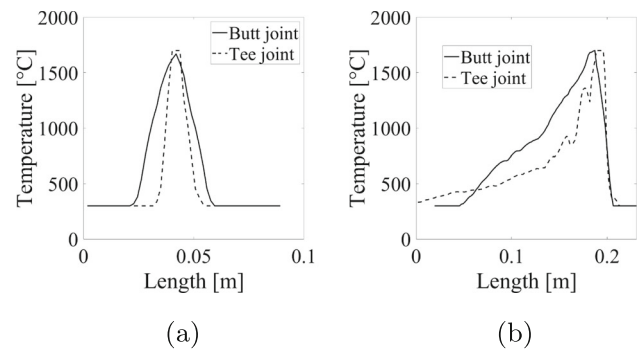 2000
1500
1000
500
0
Temperature [°C]
Butt joint
Tee joint
0
0.05
0.1
Length [m]
(a)
2000
1500
1000
500
0
Temperature [°C]
Butt joint
Tee joint
0
0.1
0.2
Length [m]
(b)